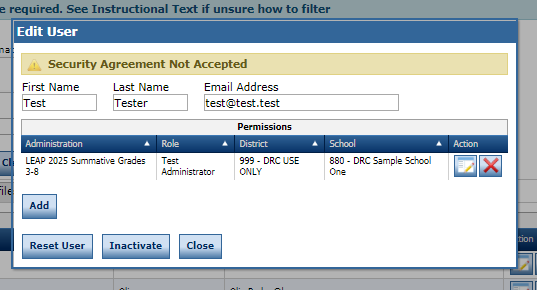 e required. See Instructional Text if unsure how to filter
Edit User
Security Agreement Not Accepted
First Name Last Name Email Address
Test Tester test@test.test
Permissions
Administration Role District School Action
LEAP 2025 Summative Grades 3-8 Test Administrator 999 - DRC USE ONLY 880 - DRC Sample School One
Add
Reset User Inactivate Close